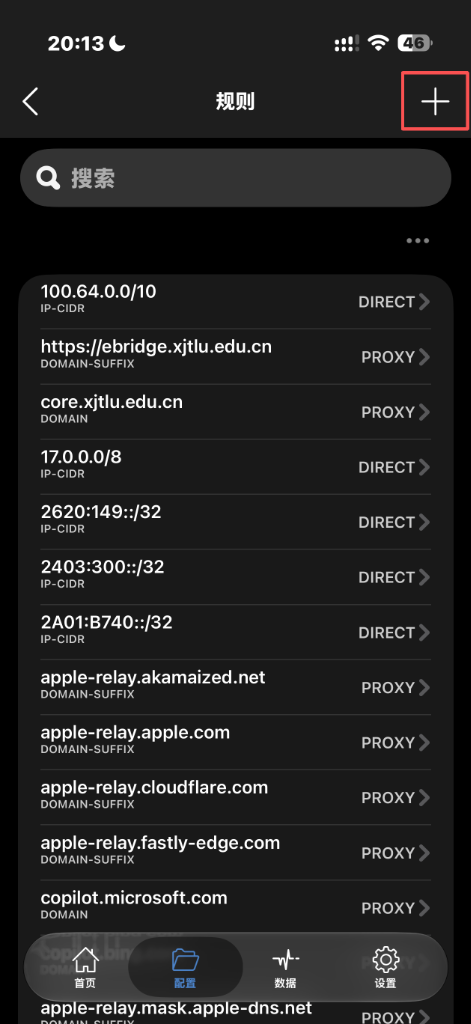 20:13
46
规则
搜索
100.64.0.0/10
IP-CIDR
DIRECT
https://ebridge.xjtlu.edu.cn
DOMAIN-SUFFIX
PROXY
core.xjtlu.edu.cn
DOMAIN
PROXY
17.0.0.0/8
IP-CIDR
DIRECT
2620:149::/32
IP-CIDR
DIRECT
2403:300::/32
IP-CIDR
DIRECT
2A01:B740::/32
IP-CIDR
DIRECT
apple-relay.akamaized.net
DOMAIN-SUFFIX
PROXY
apple-relay.apple.com
DOMAIN-SUFFIX
PROXY
apple-relay.cloudflare.com
DOMAIN-SUFFIX
PROXY
apple-relay.fastly-edge.com
DOMAIN-SUFFIX
PROXY
copilot.microsoft.com
DOMAIN
PROXY
首页
配置
数据
设置
apple-relay.mask.apple-dns.net
PROXY